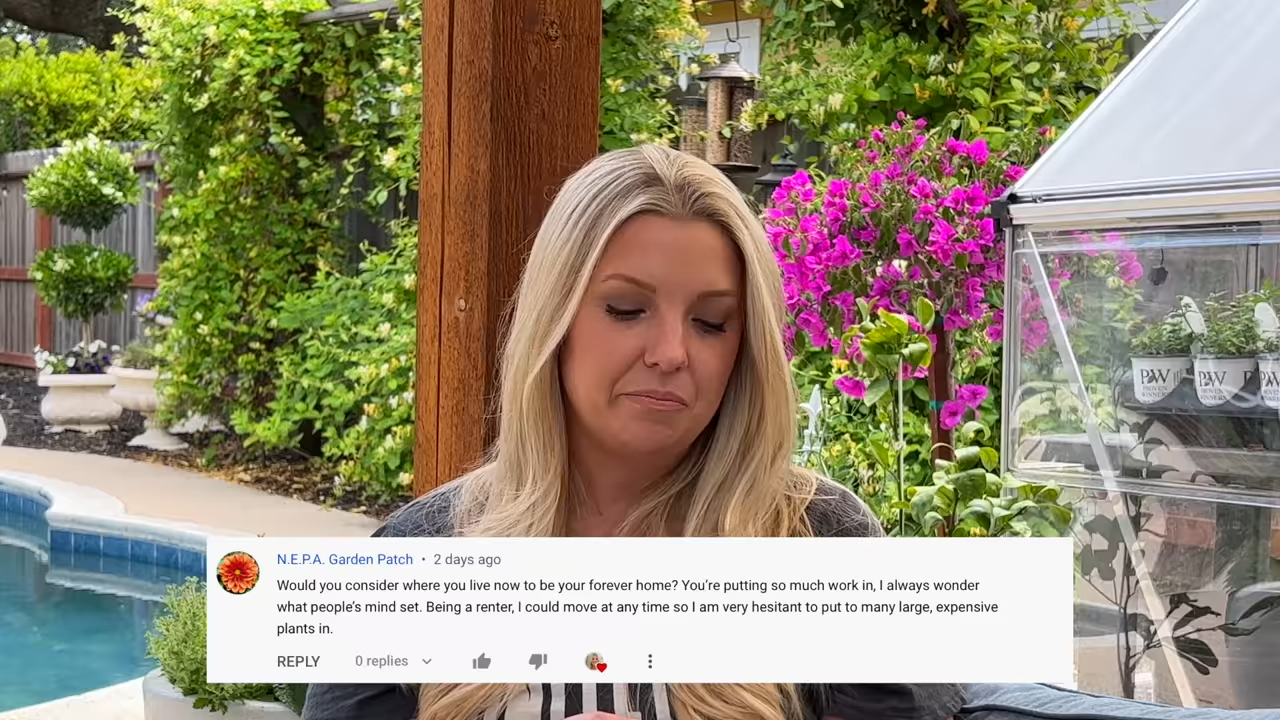 N.E.P.A. Garden Patch • 2 days ago
Would you consider where you live now to be your forever home? You're putting so much work in, I always wonder
what people's mind set. Being a renter, I could move at any time so I am very hesitant to put to many large, expensive
plants in.
REPLY 0 replies
PW PW
PROVEN WINNERS